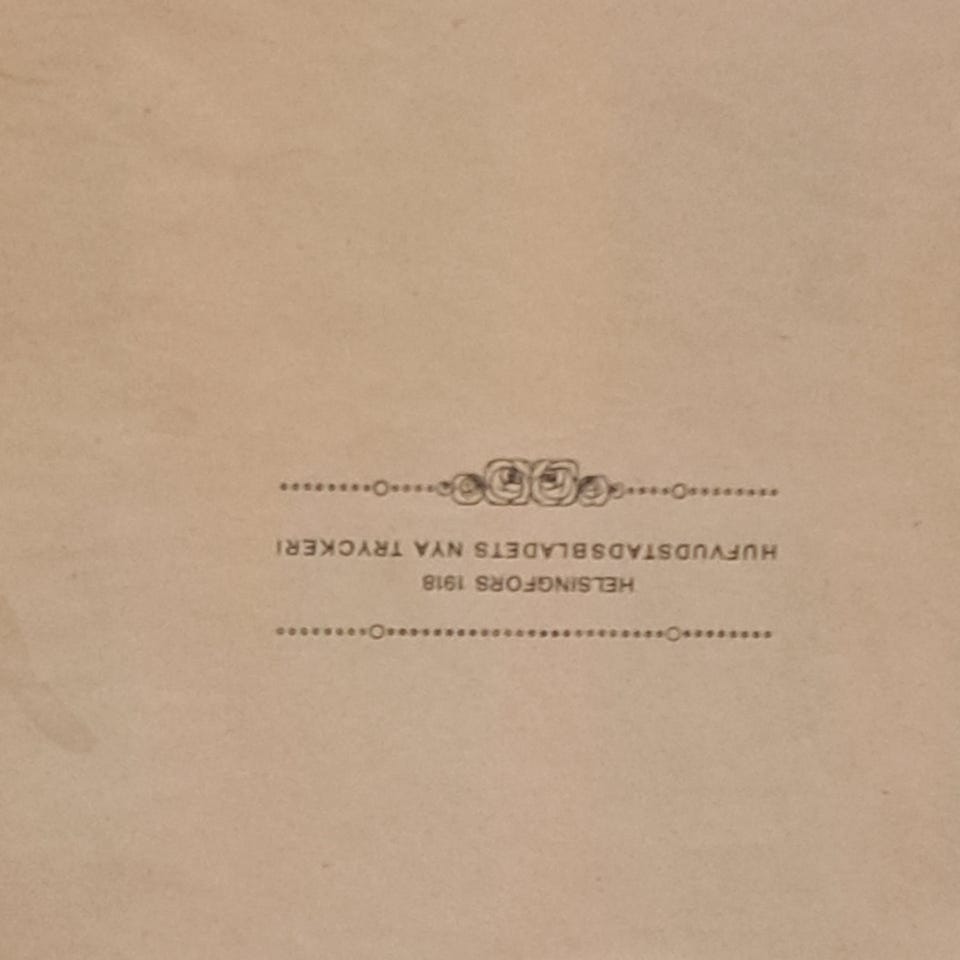 HELSINGFORS 1918
HUFVUDSTADSBLADETS NYA TRYCKERI